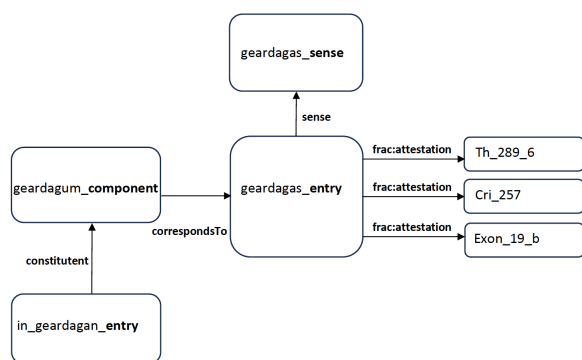 geardagas_sense
sense
frac:attestation
Th_289_6
geardagum_component
geardagas_entry
frac:attestation
Cri_257
correspondsTo
frac:attestation
Exon_19_b
constitutent
in_geardagan_entry